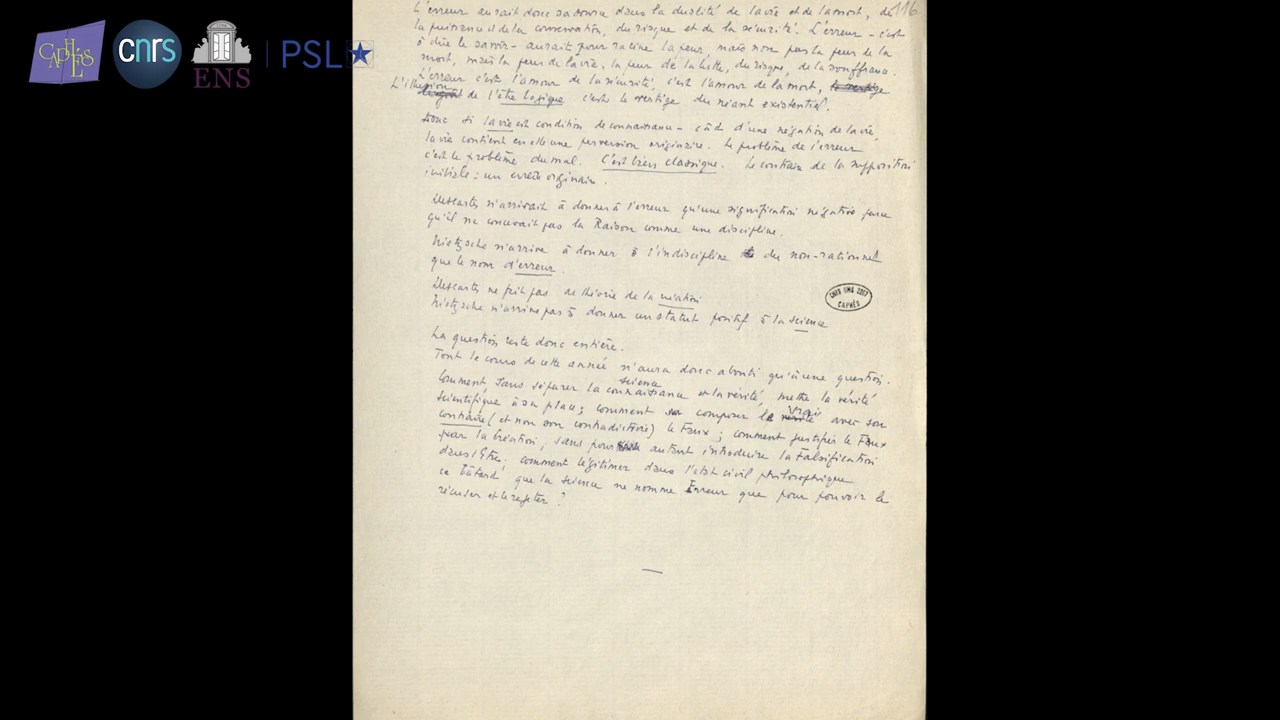 CAPHÉS
cnrs
ENS
PSL
116
L'erreur aurait donc sa source dans la dualité de la vie et de la mort, de
la puissance et de la conservation, du risque et de la sécurité. L'erreur - c'est
à dire le savoir - aurait pour racine la peur, mais non pas la peur de la
mort, mais la peur de la vie, la peur de la lutte, du risque, de la souffrance.
L'erreur c'est l'amour de la sécurité, c'est l'amour de la mort, le vertige
L'illusion de l'être logique c'est le vertige du néant existentiel.
Donc si la vie est condition de connaissance - càd d'une négation de la vie,
la vie contient en elle une perversion originaire. Le problème de l'erreur
c'est le problème du mal. C'est bien classique. Le contraire de la supposition
initiale : un originaire.
Descartes n'arrivait à donner à l'erreur qu'une signification négative parce
qu'il ne concevait pas la Raison comme une discipline.
Nietzsche n'arrive à donner à l'indiscipline du non-rationnel
que le nom d'erreur.
Descartes ne fait pas de théorie de la création
Nietzsche n'arrive pas à donner un statut positif à la science
CNRS UMS 2267
CAPHÉS
La question reste donc entière.
Tout le cours de cette année n'aura donc abouti qu'à une question.
science
Comment, sans séparer la connaissance et la vérité, mettre la vérité
scientifique à sa place ; comment composer le Vrai avec son
contraire (et non son contradictoire) le Faux ; comment justifier le Faux
par la Création, sans pour autant introduire la Falsification
dans l'Être ; comment légitimer dans l'état civil philosophique
ce bâtard que la science ne nomme Erreur que pour pouvoir le
récuser et le rejeter ?